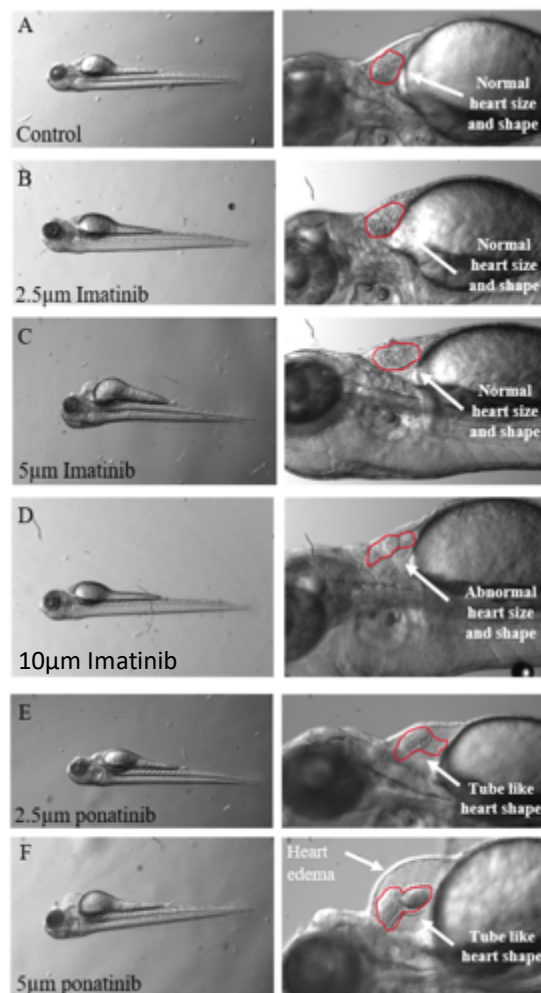 A
Control
Normal
heart size
and shape
B
2.5µm Imatinib
Normal
heart size
and shape
C
5µm Imatinib
Normal
heart size
and shape
D
10µm Imatinib
Abnormal
heart size
and shape
E
2.5µm ponatinib
Tube like
heart shape
F
5µm ponatinib
Heart
edema
Tube like
heart shape